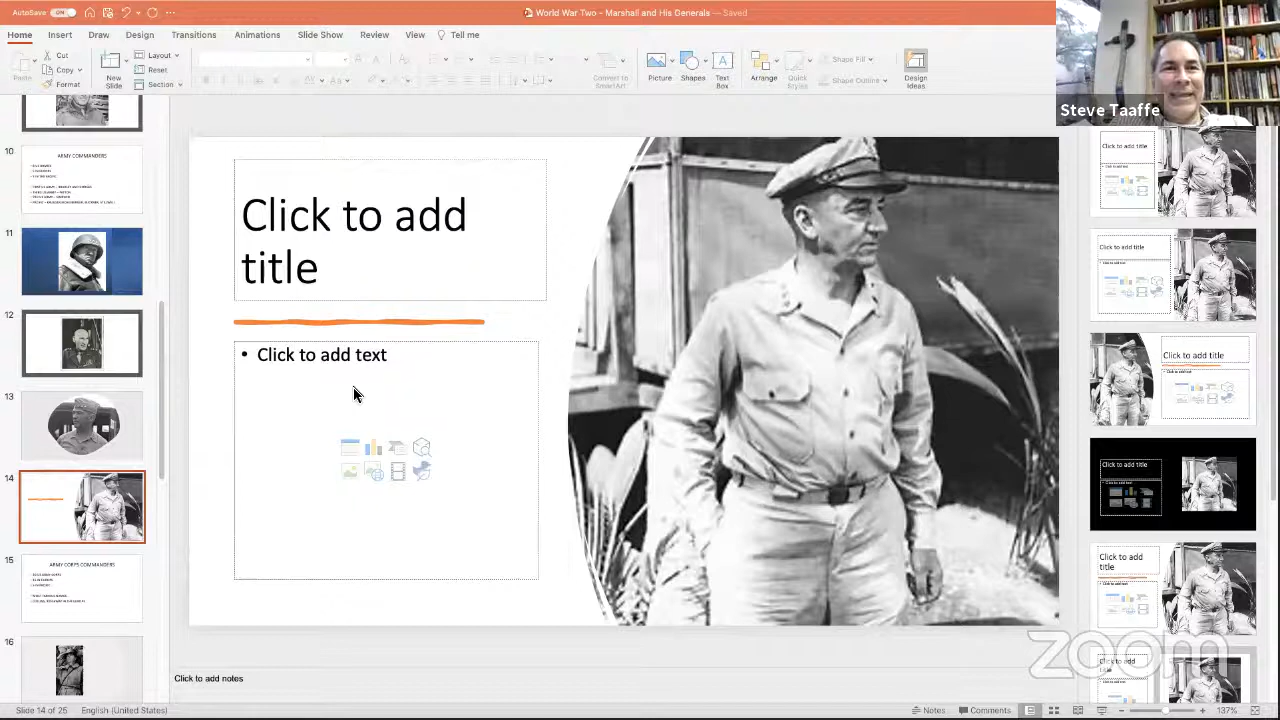 AutoSave ON
World War Two – Marshall and His Generals — Saved
Home Insert Draw Design Transitions Animations Slide Show Review View Tell me
Paste Cut Copy Format
New Slide
Layout Reset Section
Convert to SmartArt
Picture Shapes Text Box
Arrange Quick Styles
Shape Fill Shape Outline
Design Ideas
Steve Taaffe
10
ARMY COMMANDERS
11
12
13
14
15
ARMY CORPS COMMANDERS
16
Click to add title
• Click to add text
Click to add notes
Click to add title
Click to add title
Click to add title
Click to add title
Click to add title
zoom
Slide 14 of 25 English (United States)
Notes Comments 137%